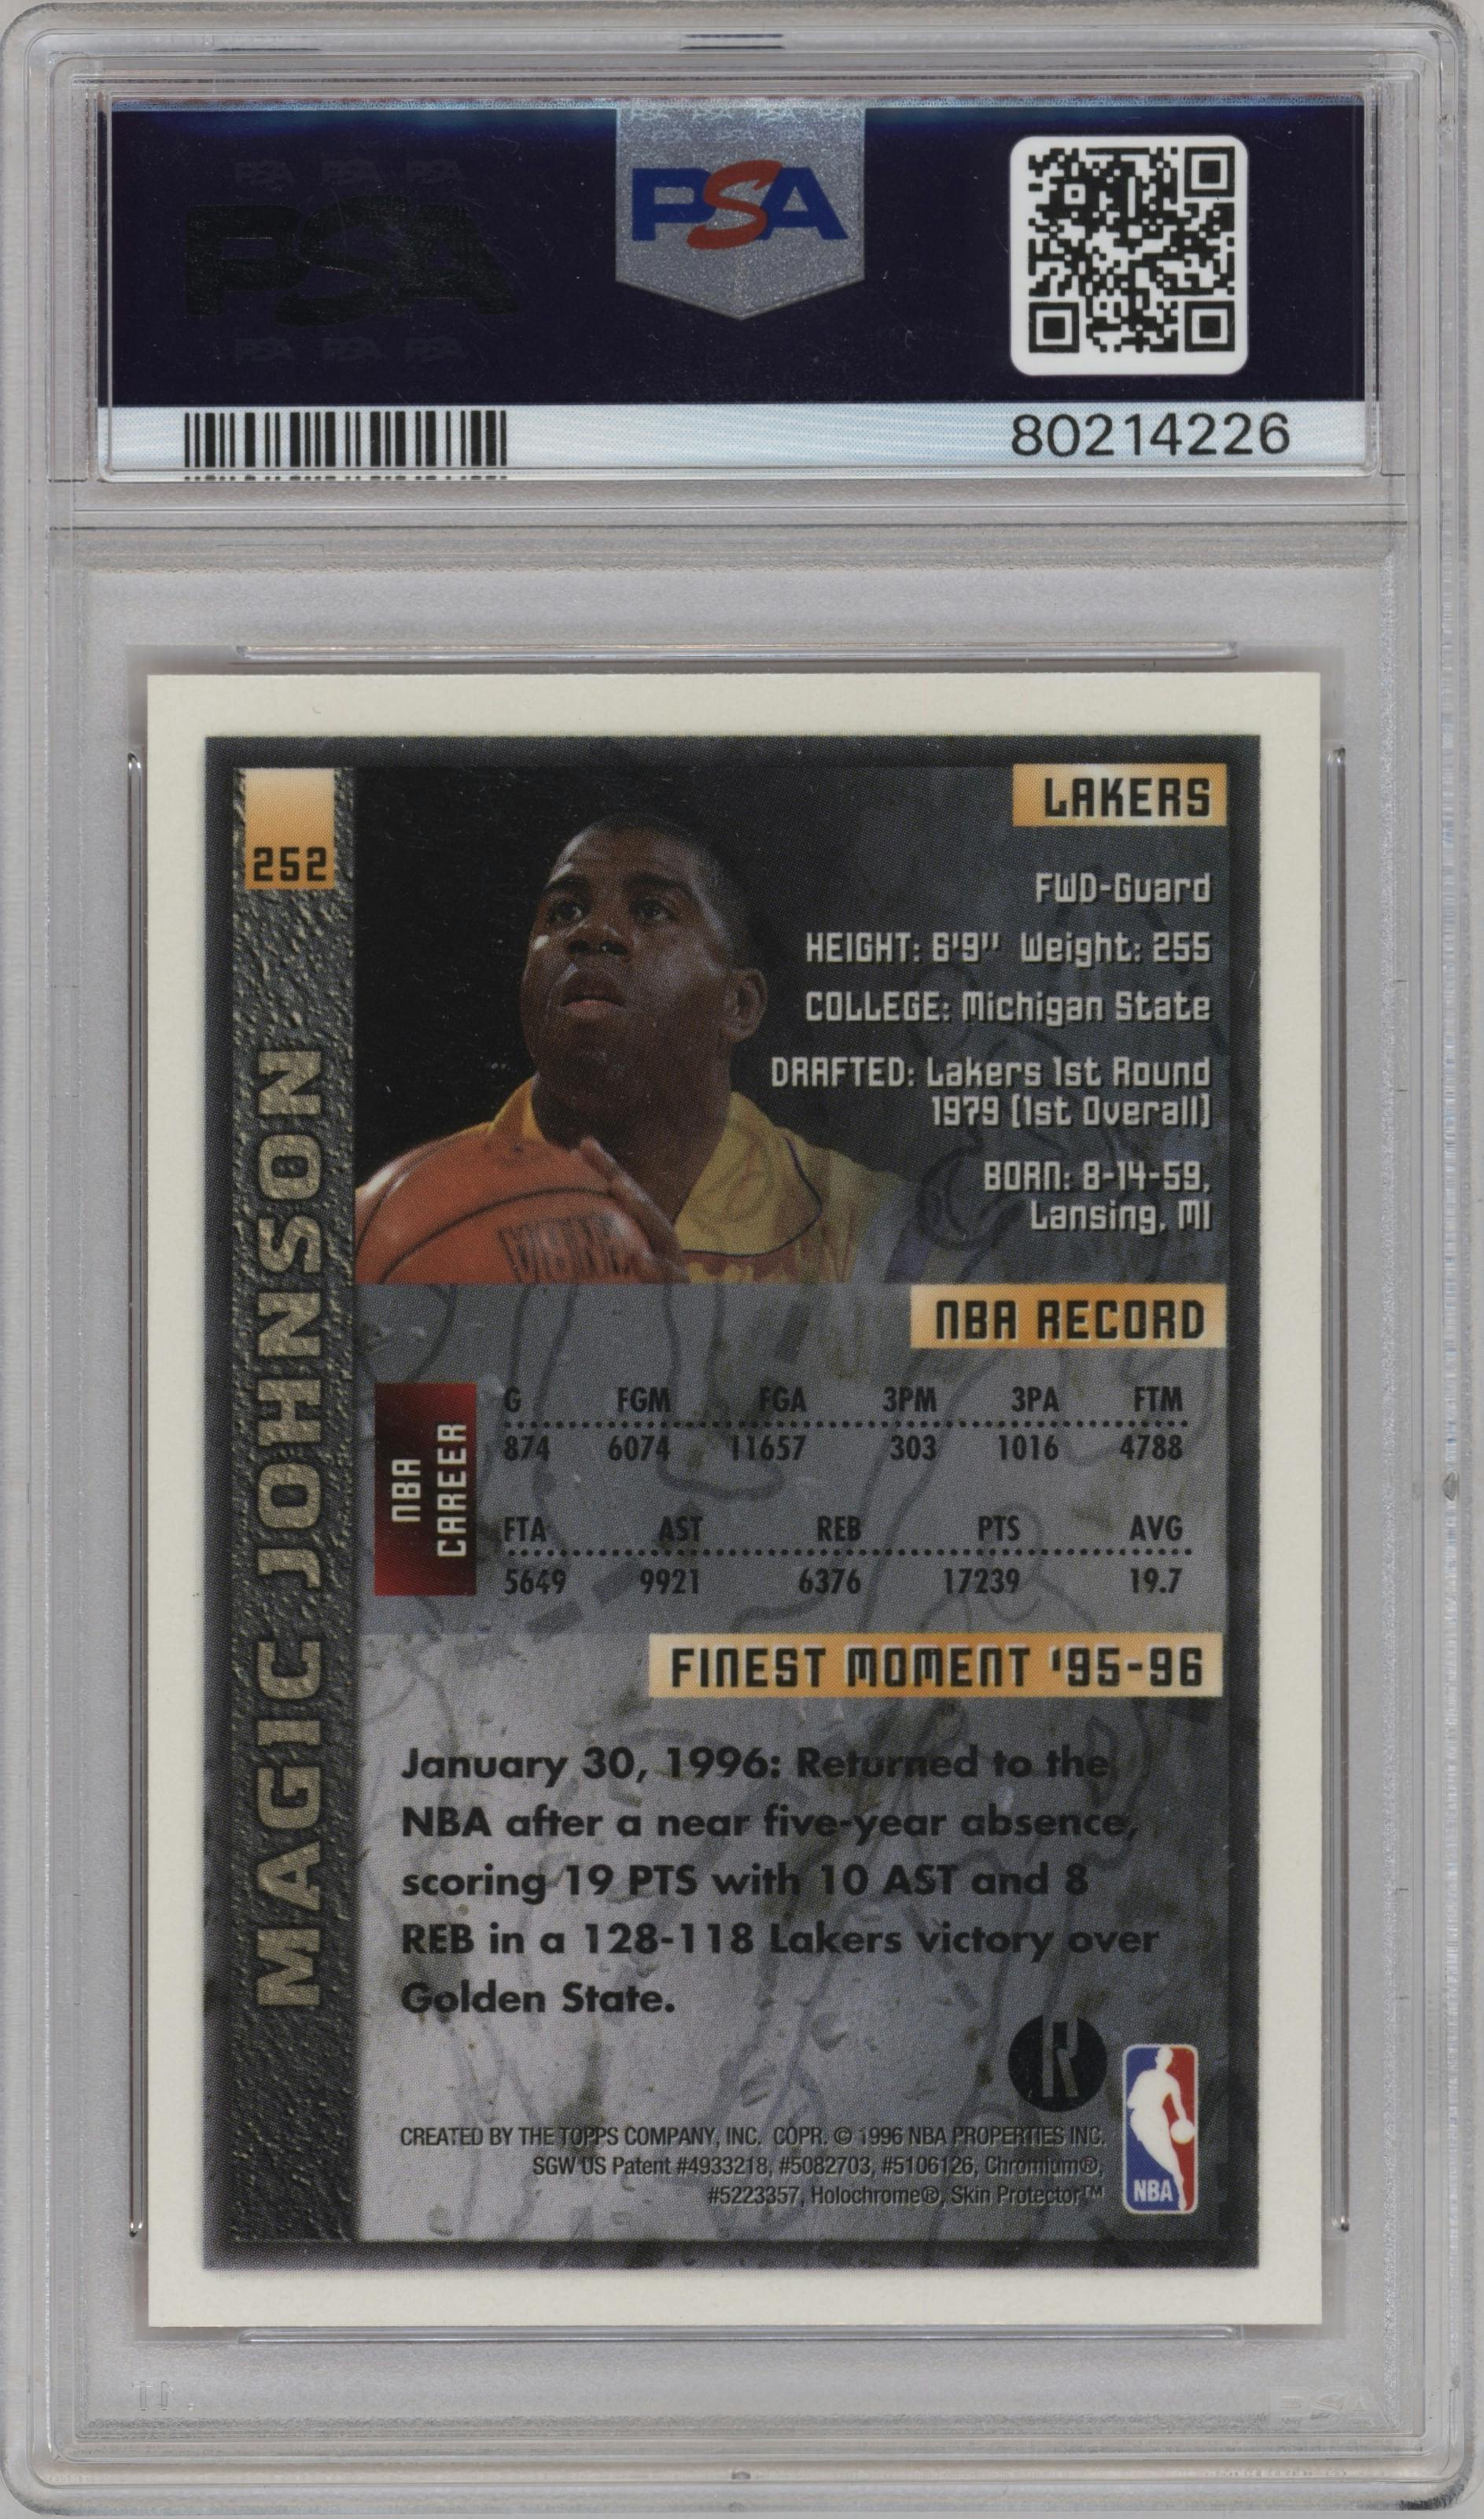 PSA
80214226
252
MAGIC JOHNSON
LAKERS
FWD-Guard
HEIGHT: 6'9" Weight: 255
COLLEGE: Michigan State
DRAFTED: Lakers 1st Round
1979 (1st Overall)
BORN: 8-14-59,
Lansing, MI
NBA RECORD
NBA
CAREER
G FGM FGA 3PM 3PA FTM
874 6074 11657 303 1016 4788
FTA AST REB PTS AVG
5649 9921 6376 17239 19.7
FINEST MOMENT '95-96
January 30, 1996: Returned to the
NBA after a near five-year absence,
scoring 19 PTS with 10 AST and 8
REB in a 128-118 Lakers victory over
Golden State.
R
NBA
CREATED BY THE TOPPS COMPANY, INC. COPR. © 1996 NBA PROPERTIES INC.
SGW US Patent #4933218, #5082703, #5106126, Chromium®,
#5223357, Holochrome®, Skin Protector™
PSA